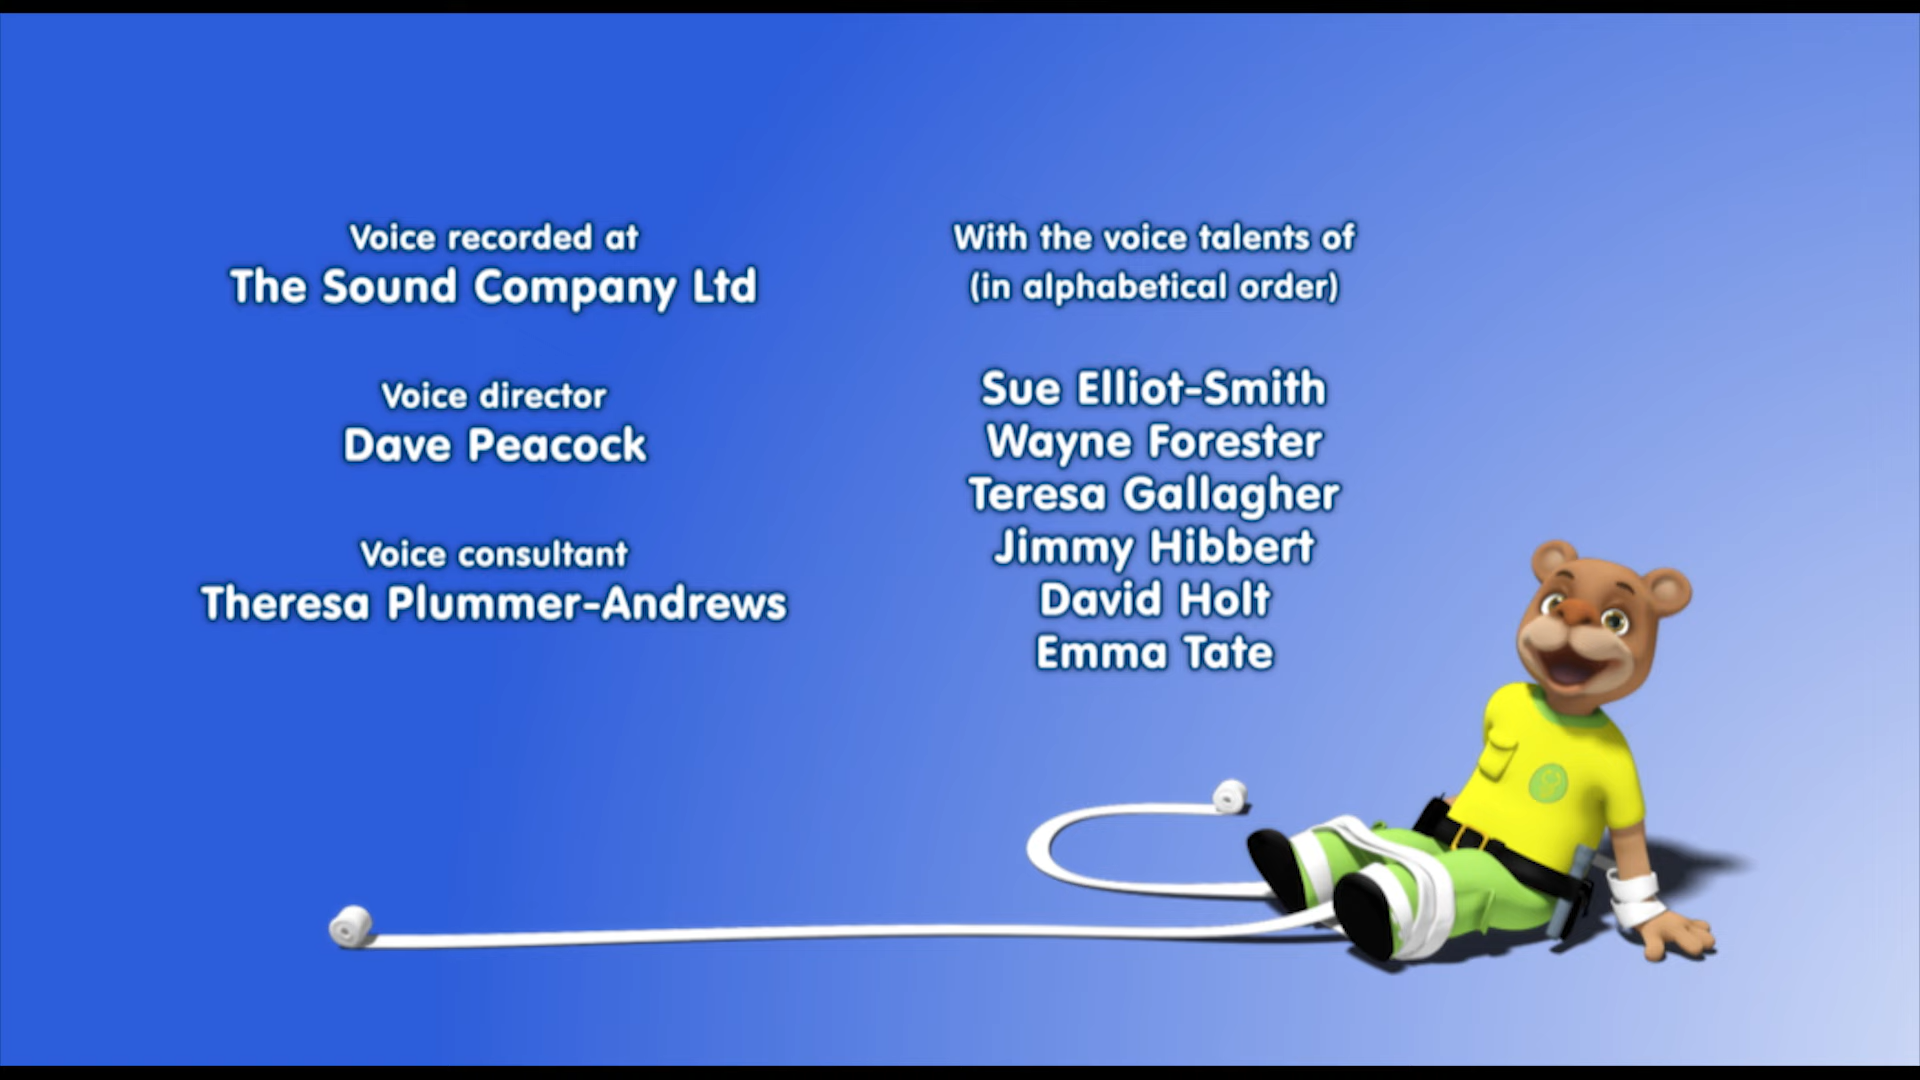 Voice recorded at
The Sound Company Ltd
Voice director
Dave Peacock
Voice consultant
Theresa Plummer-Andrews
With the voice talents of
(in alphabetical order)
Sue Elliot-Smith
Wayne Forester
Teresa Gallagher
Jimmy Hibbert
David Holt
Emma Tate